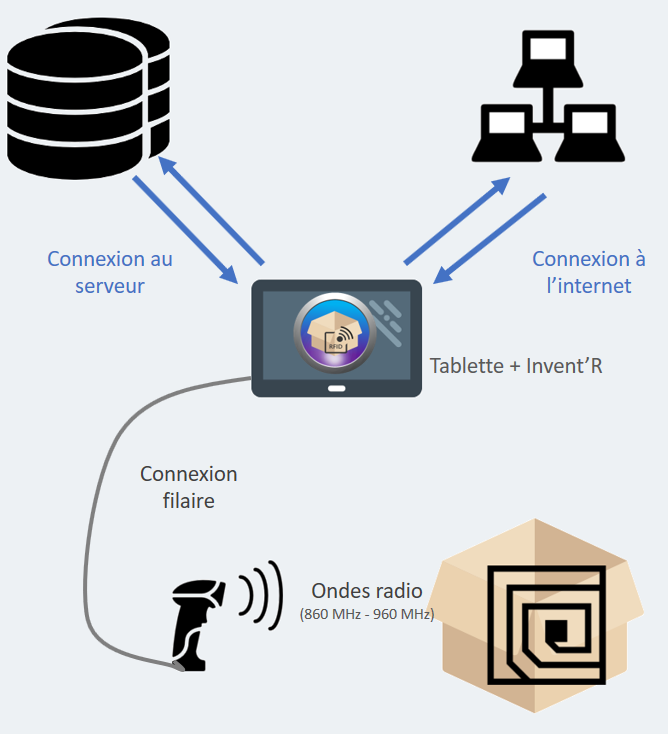 Connexion au
serveur
Connexion à
l’internet
RFID
Tablette + Invent’R
Connexion
filaire
Ondes radio
(860 MHz - 960 MHz)